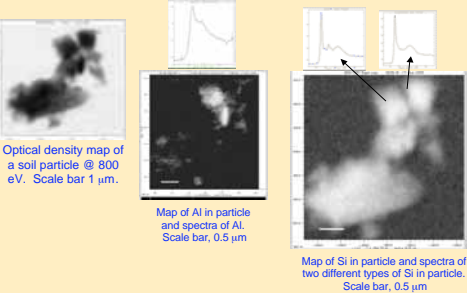 Optical density map of
a soil particle @ 800
eV. Scale bar 1 μm.
Map of Al in particle
and spectra of Al.
Scale bar, 0.5 μm
Map of Si in particle and spectra of
two different types of Si in particle.
Scale bar, 0.5 μm